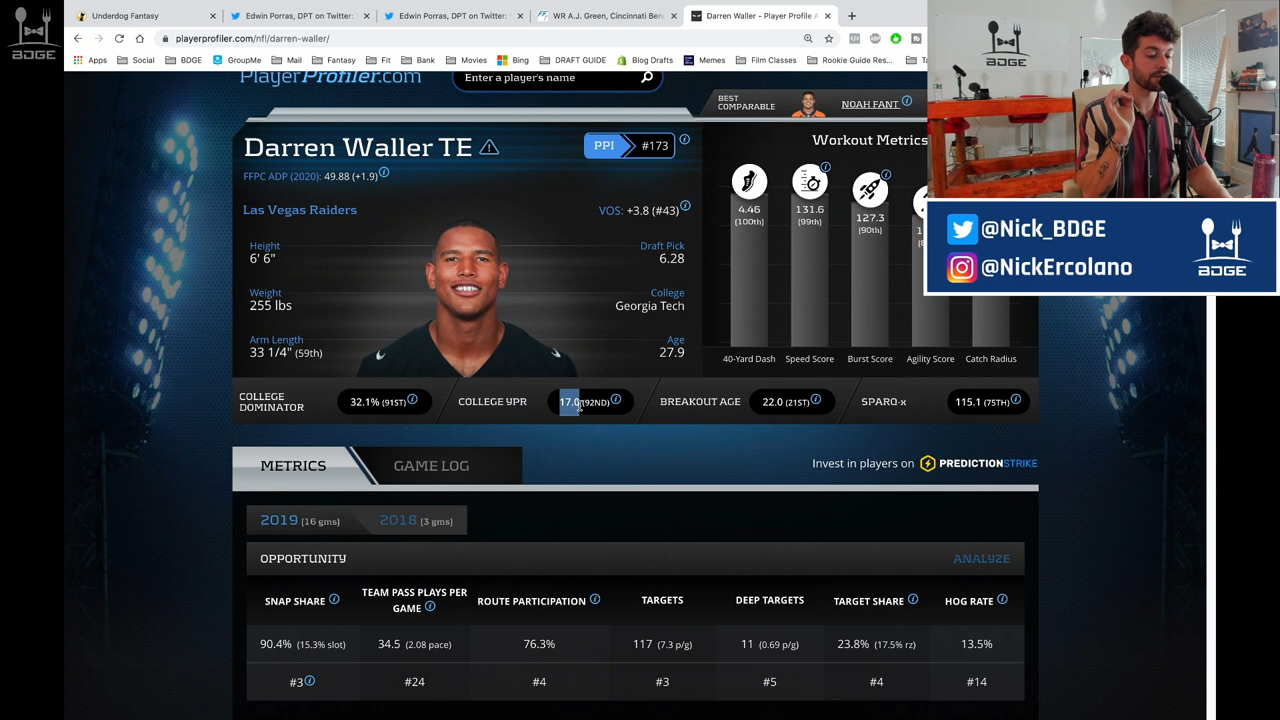 BDGE
Underdog Fantasy
Edwin Porras, DPT on Twitter:
Edwin Porras, DPT on Twitter:
WR A.J. Green, Cincinnati Ben
Darren Waller - Player Profile A
playerprofiler.com/nfl/darren-waller/
Apps
Social
BDGE
GroupMe
Mail
Fantasy
Fit
Bank
Movies
Bing
DRAFT GUIDE
Blog Drafts
Memes
Film Classes
Rookie Guide Res...
PlayerProfiler.com
Enter a player's name
BEST COMPARABLE
NOAH FANT
Darren Waller TE
PPI #173
Workout Metrics
FFPC ADP (2020): 49.88 (+1.9)
Las Vegas Raiders
VOS: +3.8 (#43)
Height
6' 6"
Draft Pick
6.28
Weight
255 lbs
College
Georgia Tech
Arm Length
33 1/4" (59th)
Age
27.9
4.46
(100th)
131.6
(99th)
127.3
(90th)
40-Yard Dash
Speed Score
Burst Score
Agility Score
Catch Radius
BDGE
@Nick_BDGE
@NickErcolano
BDGE
COLLEGE DOMINATOR
32.1% (91ST)
COLLEGE YPR
17.0 (92ND)
BREAKOUT AGE
22.0 (21ST)
SPARQ-x
115.1 (75TH)
METRICS
GAME LOG
Invest in players on PREDICTIONSTRIKE
2019 (16 gms)
2018 (3 gms)
OPPORTUNITY
ANALYZE
SNAP SHARE
TEAM PASS PLAYS PER GAME
ROUTE PARTICIPATION
TARGETS
DEEP TARGETS
TARGET SHARE
HOG RATE
90.4% (15.3% slot)
34.5 (2.08 pace)
76.3%
117 (7.3 p/g)
11 (0.69 p/g)
23.8% (17.5% rz)
13.5%
#3
#24
#4
#3
#5
#4
#14